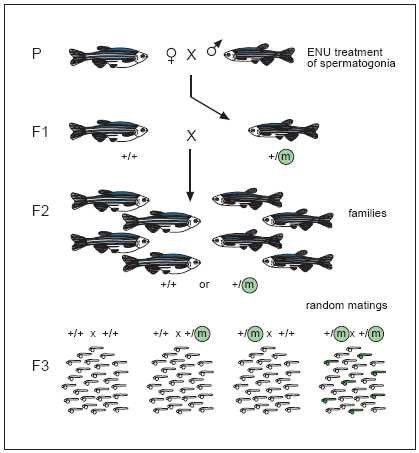 P ♀ X ♂ ENU treatment
of spermatogonia
F1 X
+/+ +/m
F2 families
+/+ or +/m
random matings
+/+ x +/+ +/+ x +/m +/m x +/+ +/m x +/m
F3